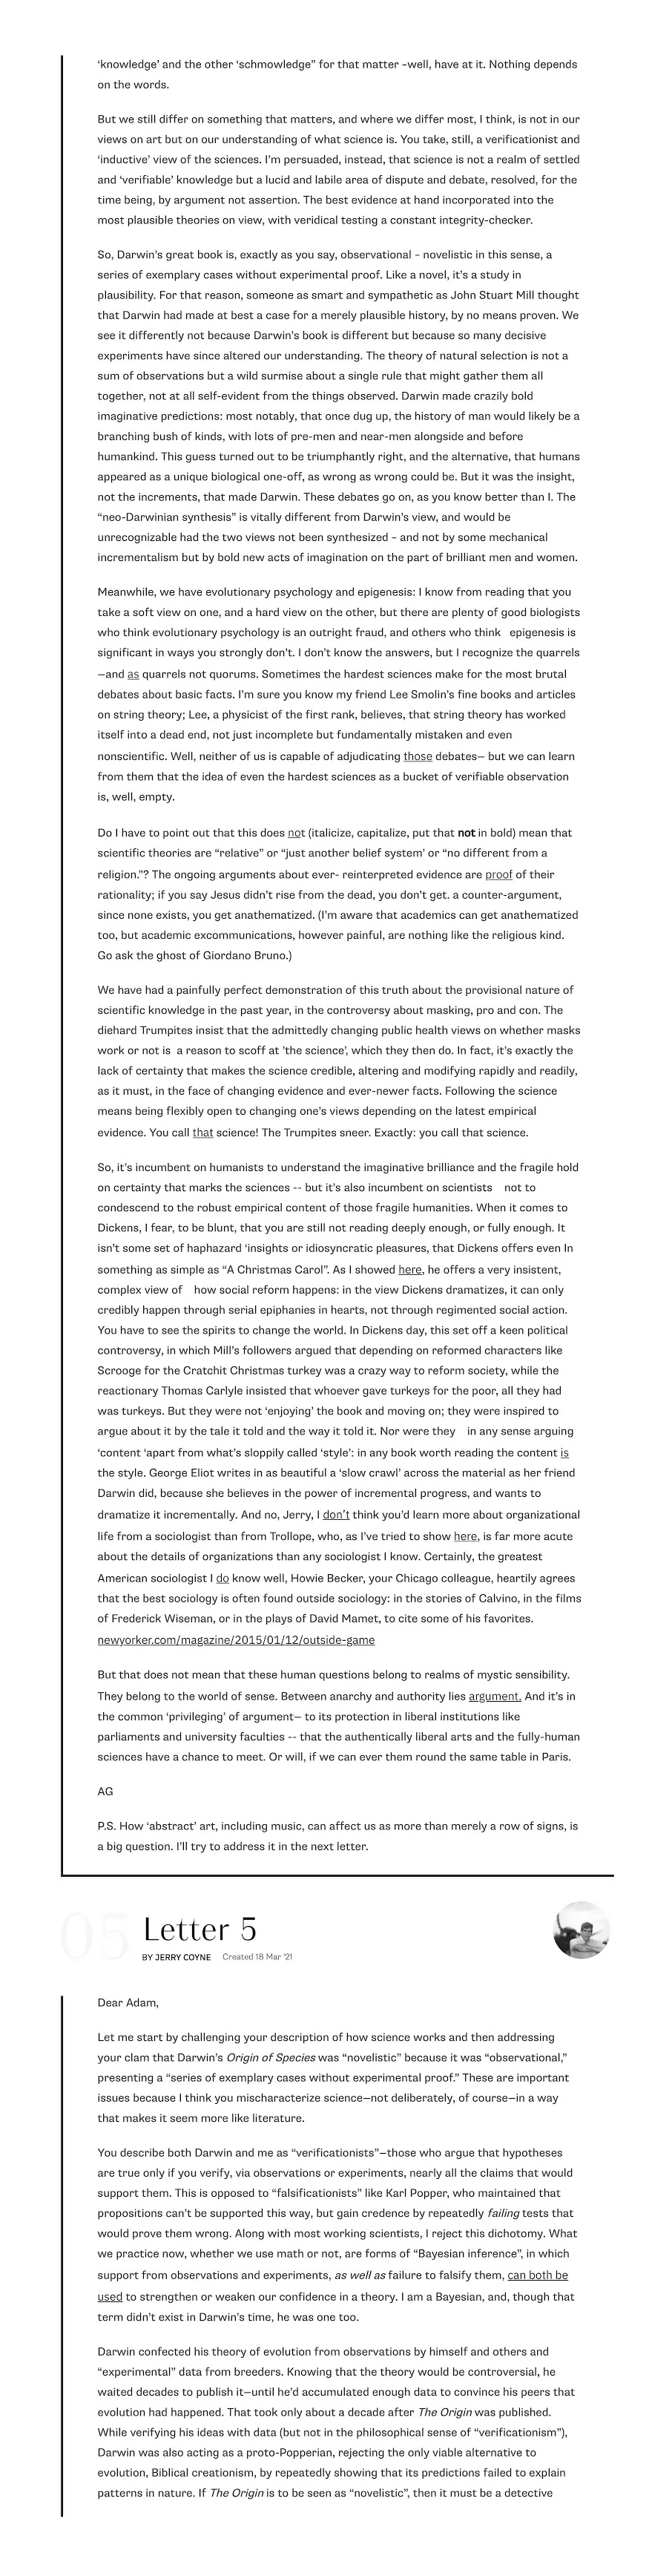 ‘knowledge’ and the other ‘schmowledge” for that matter –well, have at it. Nothing depends
on the words.
But we still differ on something that matters, and where we differ most, I think, is not in our
views on art but on our understanding of what science is. You take, still, a verificationist and
‘inductive’ view of the sciences. I’m persuaded, instead, that science is not a realm of settled
and ‘verifiable’ knowledge but a lucid and labile area of dispute and debate, resolved, for the
time being, by argument not assertion. The best evidence at hand incorporated into the
most plausible theories on view, with veridical testing a constant integrity-checker.
So, Darwin’s great book is, exactly as you say, observational – novelistic in this sense, a
series of exemplary cases without experimental proof. Like a novel, it’s a study in
plausibility. For that reason, someone as smart and sympathetic as John Stuart Mill thought
that Darwin had made at best a case for a merely plausible history, by no means proven. We
see it differently not because Darwin’s book is different but because so many decisive
experiments have since altered our understanding. The theory of natural selection is not a
sum of observations but a wild surmise about a single rule that might gather them all
together, not at all self-evident from the things observed. Darwin made crazily bold
imaginative predictions: most notably, that once dug up, the history of man would likely be a
branching bush of kinds, with lots of pre-men and near-men alongside and before
humankind. This guess turned out to be triumphantly right, and the alternative, that humans
appeared as a unique biological one-off, as wrong as wrong could be. But it was the insight,
not the increments, that made Darwin. These debates go on, as you know better than I. The
“neo-Darwinian synthesis” is vitally different from Darwin’s view, and would be
unrecognizable had the two views not been synthesized – and not by some mechanical
incrementalism but by bold new acts of imagination on the part of brilliant men and women.
Meanwhile, we have evolutionary psychology and epigenesis: I know from reading that you
take a soft view on one, and a hard view on the other, but there are plenty of good biologists
who think evolutionary psychology is an outright fraud, and others who think epigenesis is
significant in ways you strongly don’t. I don’t know the answers, but I recognize the quarrels
—and as quarrels not quorums. Sometimes the hardest sciences make for the most brutal
debates about basic facts. I’m sure you know my friend Lee Smolin’s fine books and articles
on string theory; Lee, a physicist of the first rank, believes, that string theory has worked
itself into a dead end, not just incomplete but fundamentally mistaken and even
nonscientific. Well, neither of us is capable of adjudicating those debates— but we can learn
from them that the idea of even the hardest sciences as a bucket of verifiable observation
is, well, empty.
Do I have to point out that this does not (italicize, capitalize, put that not in bold) mean that
scientific theories are “relative” or “just another belief system’ or “no different from a
religion.”? The ongoing arguments about ever- reinterpreted evidence are proof of their
rationality; if you say Jesus didn’t rise from the dead, you don’t get. a counter-argument,
since none exists, you get anathematized. (I’m aware that academics can get anathematized
too, but academic excommunications, however painful, are nothing like the religious kind.
Go ask the ghost of Giordano Bruno.)
We have had a painfully perfect demonstration of this truth about the provisional nature of
scientific knowledge in the past year, in the controversy about masking, pro and con. The
diehard Trumpites insist that the admittedly changing public health views on whether masks
work or not is a reason to scoff at ’the science’, which they then do. In fact, it’s exactly the
lack of certainty that makes the science credible, altering and modifying rapidly and readily,
as it must, in the face of changing evidence and ever-newer facts. Following the science
means being flexibly open to changing one’s views depending on the latest empirical
evidence. You call that science! The Trumpites sneer. Exactly: you call that science.
So, it’s incumbent on humanists to understand the imaginative brilliance and the fragile hold
on certainty that marks the sciences -- but it’s also incumbent on scientists not to
condescend to the robust empirical content of those fragile humanities. When it comes to
Dickens, I fear, to be blunt, that you are still not reading deeply enough, or fully enough. It
isn’t some set of haphazard ‘insights or idiosyncratic pleasures, that Dickens offers even In
something as simple as “A Christmas Carol”. As I showed here, he offers a very insistent,
complex view of how social reform happens: in the view Dickens dramatizes, it can only
credibly happen through serial epiphanies in hearts, not through regimented social action.
You have to see the spirits to change the world. In Dickens day, this set off a keen political
controversy, in which Mill’s followers argued that depending on reformed characters like
Scrooge for the Cratchit Christmas turkey was a crazy way to reform society, while the
reactionary Thomas Carlyle insisted that whoever gave turkeys for the poor, all they had
was turkeys. But they were not ‘enjoying’ the book and moving on; they were inspired to
argue about it by the tale it told and the way it told it. Nor were they in any sense arguing
‘content ‘apart from what’s sloppily called ‘style’: in any book worth reading the content is
the style. George Eliot writes in as beautiful a ‘slow crawl’ across the material as her friend
Darwin did, because she believes in the power of incremental progress, and wants to
dramatize it incrementally. And no, Jerry, I don’t think you’d learn more about organizational
life from a sociologist than from Trollope, who, as I’ve tried to show here, is far more acute
about the details of organizations than any sociologist I know. Certainly, the greatest
American sociologist I do know well, Howie Becker, your Chicago colleague, heartily agrees
that the best sociology is often found outside sociology: in the stories of Calvino, in the films
of Frederick Wiseman, or in the plays of David Mamet, to cite some of his favorites.
newyorker.com/magazine/2015/01/12/outside-game
But that does not mean that these human questions belong to realms of mystic sensibility.
They belong to the world of sense. Between anarchy and authority lies argument. And it’s in
the common ‘privileging’ of argument— to its protection in liberal institutions like
parliaments and university faculties -- that the authentically liberal arts and the fully-human
sciences have a chance to meet. Or will, if we can ever them round the same table in Paris.
AG
P.S. How ‘abstract’ art, including music, can affect us as more than merely a row of signs, is
a big question. I’ll try to address it in the next letter.
05 Letter 5
BY JERRY COYNE Created 18 Mar ’21
Dear Adam,
Let me start by challenging your description of how science works and then addressing
your clam that Darwin’s Origin of Species was “novelistic” because it was “observational,”
presenting a “series of exemplary cases without experimental proof.” These are important
issues because I think you mischaracterize science—not deliberately, of course—in a way
that makes it seem more like literature.
You describe both Darwin and me as “verificationists”—those who argue that hypotheses
are true only if you verify, via observations or experiments, nearly all the claims that would
support them. This is opposed to “falsificationists” like Karl Popper, who maintained that
propositions can’t be supported this way, but gain credence by repeatedly failing tests that
would prove them wrong. Along with most working scientists, I reject this dichotomy. What
we practice now, whether we use math or not, are forms of “Bayesian inference”, in which
support from observations and experiments, as well as failure to falsify them, can both be
used to strengthen or weaken our confidence in a theory. I am a Bayesian, and, though that
term didn’t exist in Darwin’s time, he was one too.
Darwin confected his theory of evolution from observations by himself and others and
“experimental” data from breeders. Knowing that the theory would be controversial, he
waited decades to publish it—until he’d accumulated enough data to convince his peers that
evolution had happened. That took only about a decade after The Origin was published.
While verifying his ideas with data (but not in the philosophical sense of “verificationism”),
Darwin was also acting as a proto-Popperian, rejecting the only viable alternative to
evolution, Biblical creationism, by repeatedly showing that its predictions failed to explain
patterns in nature. If The Origin is to be seen as “novelistic”, then it must be a detective